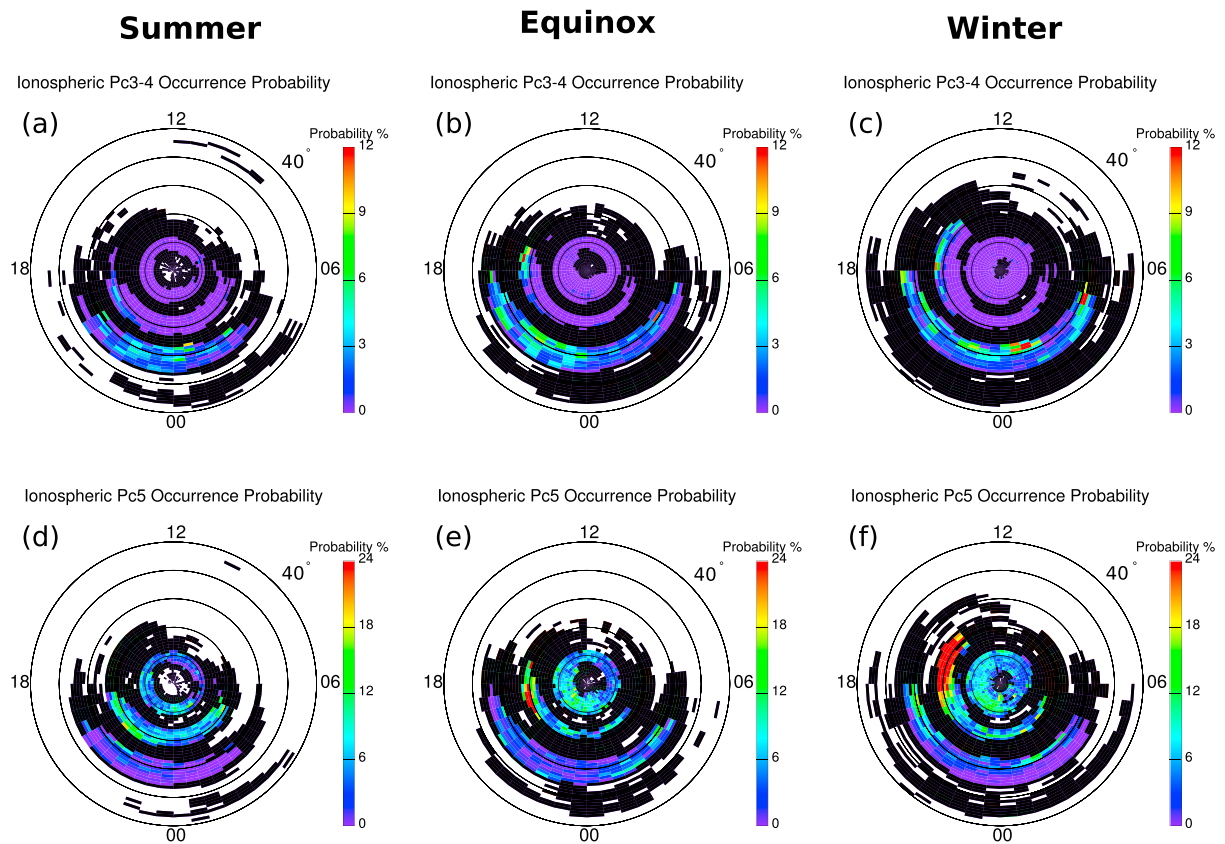 Summer
Equinox
Winter
Ionospheric Pc3-4 Occurrence Probability
Ionospheric Pc3-4 Occurrence Probability
Ionospheric Pc3-4 Occurrence Probability
(a)
12
40°
18
06
00
Probability %
12
9
6
3
0
(b)
12
40°
18
06
00
Probability %
12
9
6
3
0
(c)
12
40°
18
06
00
Probability %
12
9
6
3
0
Ionospheric Pc5 Occurrence Probability
Ionospheric Pc5 Occurrence Probability
Ionospheric Pc5 Occurrence Probability
(d)
12
40°
18
06
00
Probability %
24
18
12
6
0
(e)
12
40°
18
06
00
Probability %
24
18
12
6
0
(f)
12
40°
18
06
00
Probability %
24
18
12
6
0